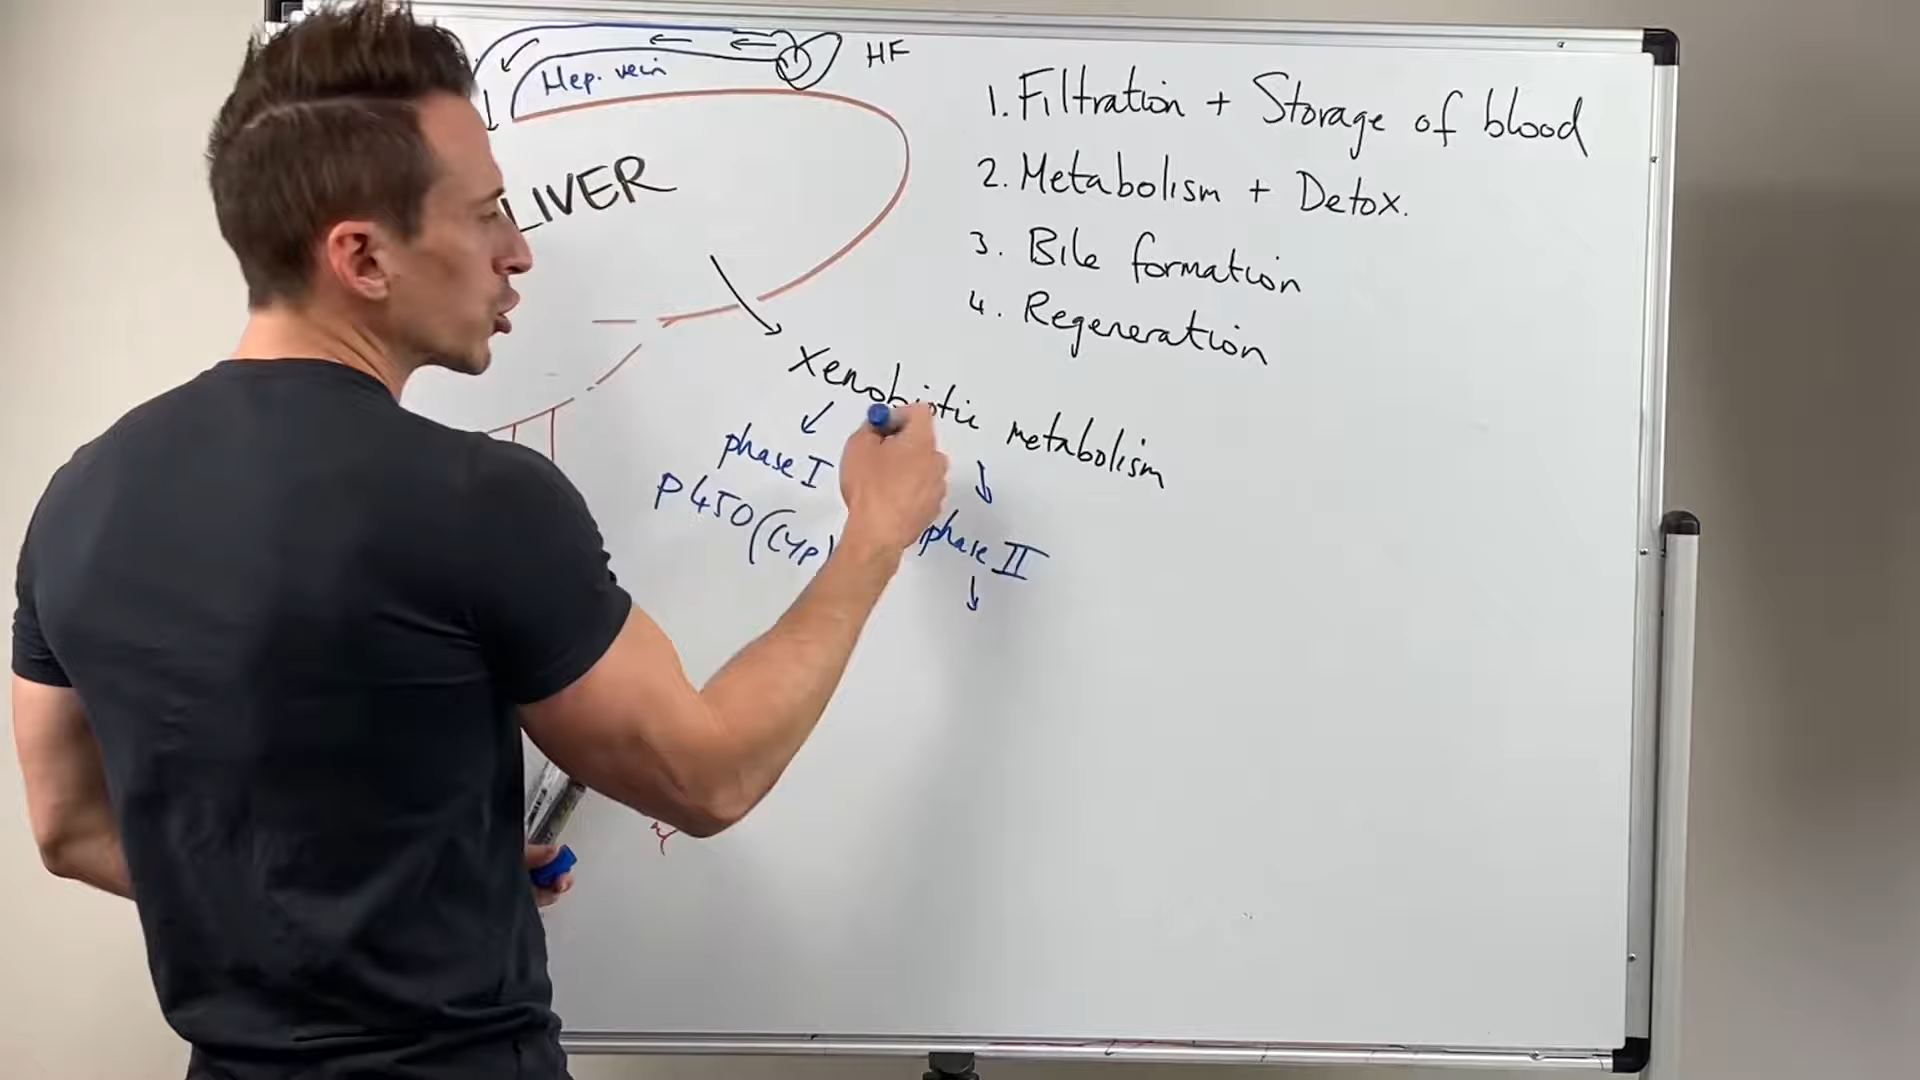 HF
Hep. vein
LIVER
1. Filtration + Storage of blood
2. Metabolism + Detox.
3. Bile formation
4. Regeneration
Xenobiotic metabolism
phase I
P450 (Cyp)
phase II